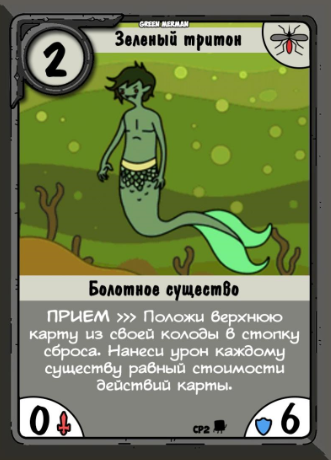 GREEN MERMAN
2
Зеленый тритон
Болотное существо
ПРИЕМ >>> Положи верхнюю
карту из своей колоды в стопку
сброса. Нанеси урон каждому
существу равный стоимости
действий карты.
0
CP2
6